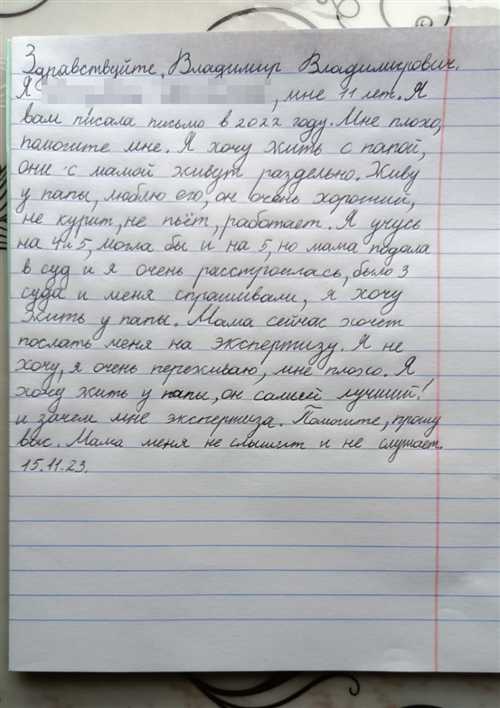 Здравствуйте, Владимир Владимирович.
Я , мне 11 лет. Я
вам писала письмо в 2022 году. Мне плохо,
помогите мне. Я хочу жить с папой,
они с мамой живут раздельно. Живу
у папы, люблю его, он очень хороший,
не курит, не пьёт, работает. Я учусь
на 4 и 5, могла бы и на 5, но мама подала
в суд и я очень расстроилась, было 3
суда и меня спрашивали, я хочу
жить у папы. Мама сейчас хочет
послать меня на экспертизу. Я не
хочу, я очень переживаю, мне плохо. Я
хочу жить у папы, он самый лучший!
и зачем мне экспертиза. Помогите, прошу
вас. Мама меня не слышит и не слушает.
15.11.23.